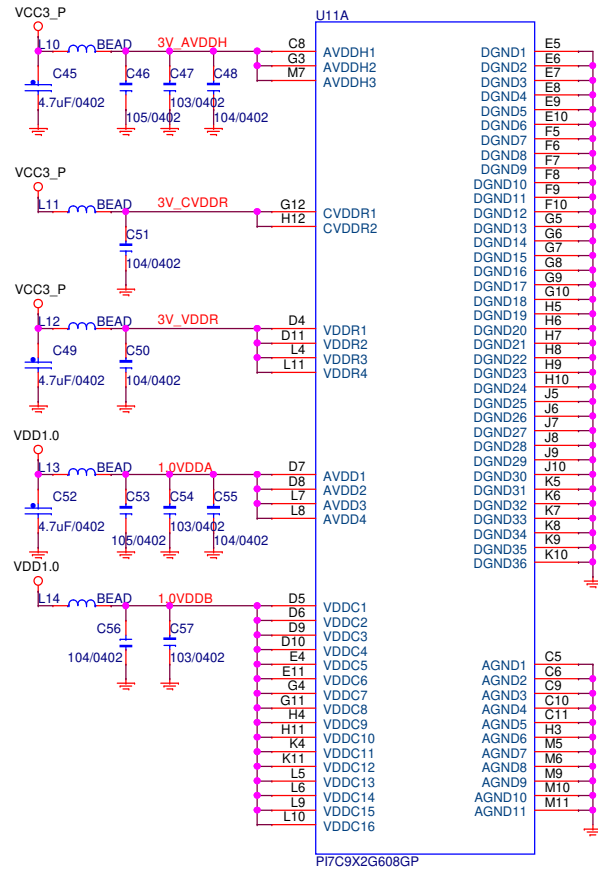 U11A
VCC3_P
L10 BEAD 3V_AVDDH
C45
4.7uF/0402
C46
105/0402
C47
103/0402
C48
104/0402
C8 AVDDH1
G3 AVDDH2
M7 AVDDH3
VCC3_P
L11 BEAD 3V_CVDDR
C51
104/0402
G12 CVDDR1
H12 CVDDR2
VCC3_P
L12 BEAD 3V_VDDR
C49
4.7uF/0402
C50
104/0402
D4 VDDR1
D11 VDDR2
L4 VDDR3
L11 VDDR4
VDD1.0
L13 BEAD 1.0VDDA
C52
4.7uF/0402
C53
105/0402
C54
103/0402
C55
104/0402
D7 AVDD1
D8 AVDD2
L7 AVDD3
L8 AVDD4
VDD1.0
L14 BEAD 1.0VDDB
C56
104/0402
C57
103/0402
D5 VDDC1
D6 VDDC2
D9 VDDC3
D10 VDDC4
E4 VDDC5
E11 VDDC6
G4 VDDC7
G11 VDDC8
H4 VDDC9
H11 VDDC10
K4 VDDC11
K11 VDDC12
L5 VDDC13
L6 VDDC14
L9 VDDC15
L10 VDDC16
DGND1 E5
DGND2 E6
DGND3 E7
DGND4 E8
DGND5 E9
DGND6 E10
DGND7 F5
DGND8 F6
DGND9 F7
DGND10 F8
DGND11 F9
DGND12 F10
DGND13 G5
DGND14 G6
DGND15 G7
DGND16 G8
DGND17 G9
DGND18 G10
DGND19 H5
DGND20 H6
DGND21 H7
DGND22 H8
DGND23 H9
DGND24 H10
DGND25 J5
DGND26 J6
DGND27 J7
DGND28 J8
DGND29 J9
DGND30 J10
DGND31 K5
DGND32 K6
DGND33 K7
DGND34 K8
DGND35 K9
DGND36 K10
AGND1 C5
AGND2 C6
AGND3 C9
AGND4 C10
AGND5 C11
AGND6 H3
AGND7 M5
AGND8 M6
AGND9 M9
AGND10 M10
AGND11 M11
PI7C9X2G608GP